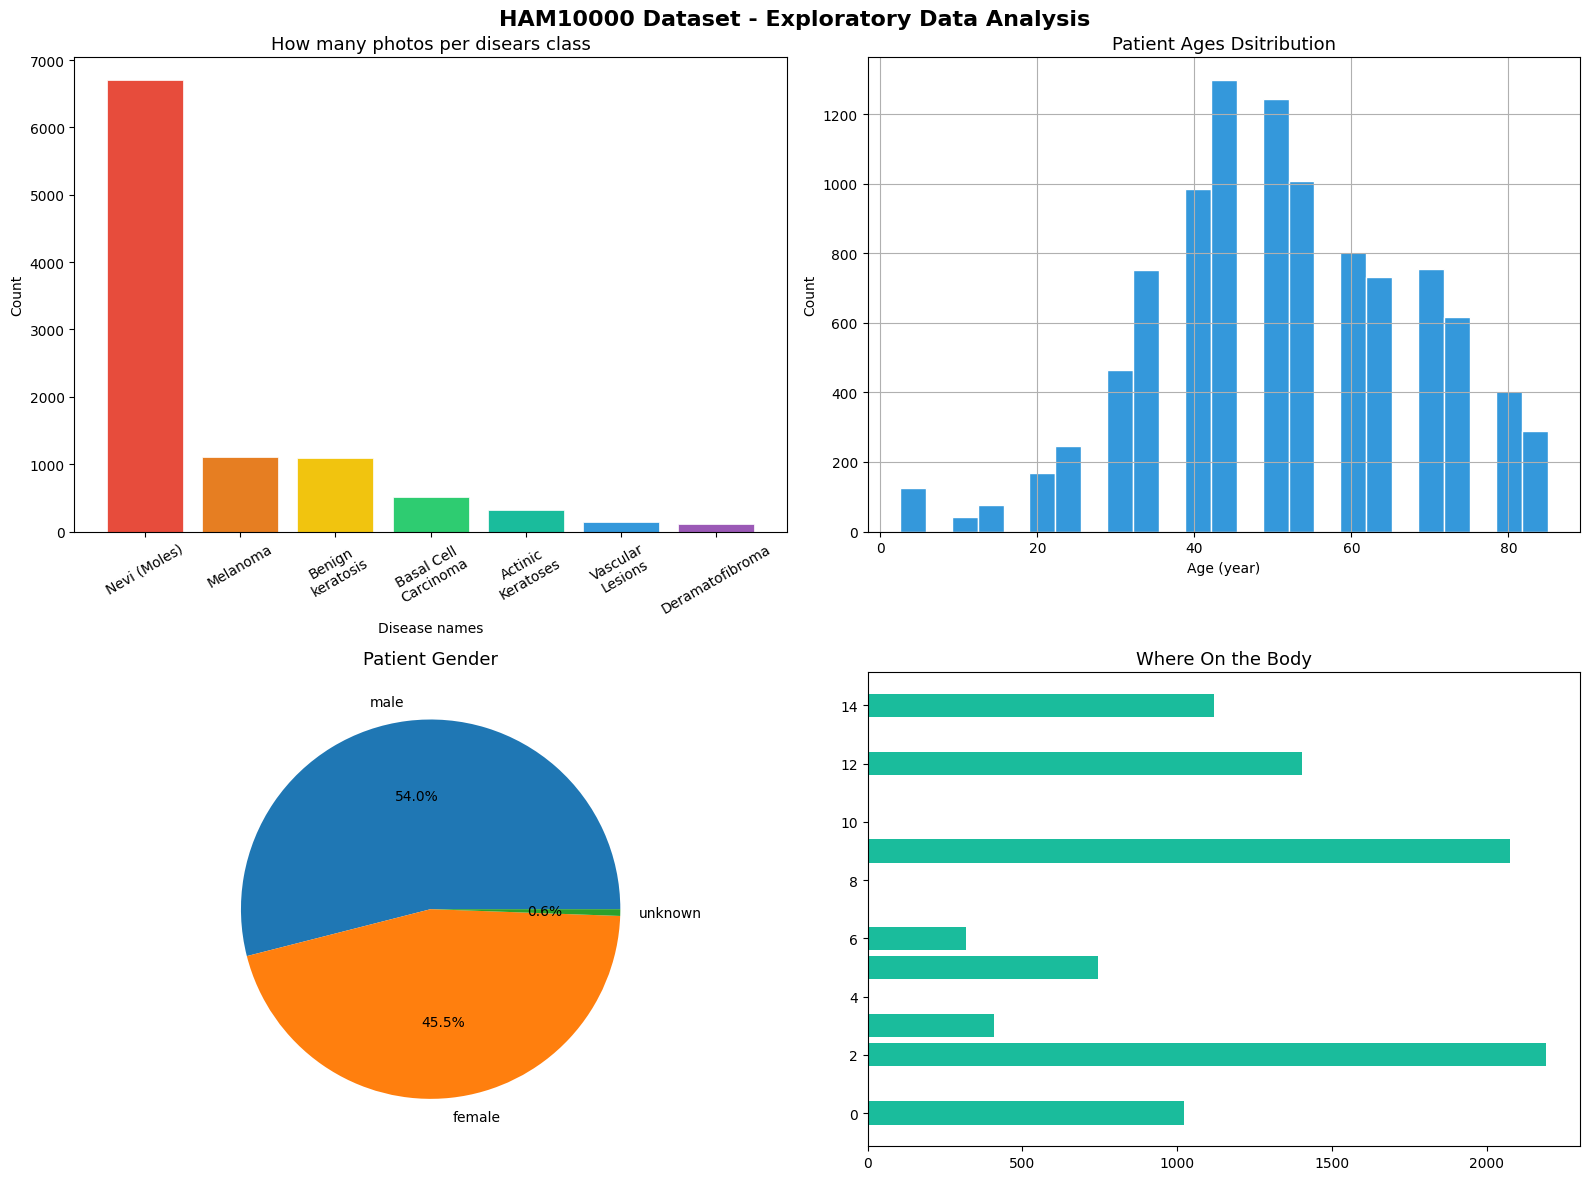 HAM10000 Dataset - Exploratory Data Analysis
How many photos per disears class
7000
6000
5000
4000
3000
2000
1000
0
Count
Nevi (Moles)
Melanoma
Benign
keratosis
Basal Cell
Carcinoma
Actinic
Keratoses
Vascular
Lesions
Deramatofibroma
Disease names
Patient Ages Dsitribution
1200
1000
800
600
400
200
0
Count
0 20 40 60 80
Age (year)
Patient Gender
male
54.0%
0.6%
unknown
45.5%
female
Where On the Body
14
12
10
8
6
4
2
0
0 500 1000 1500 2000